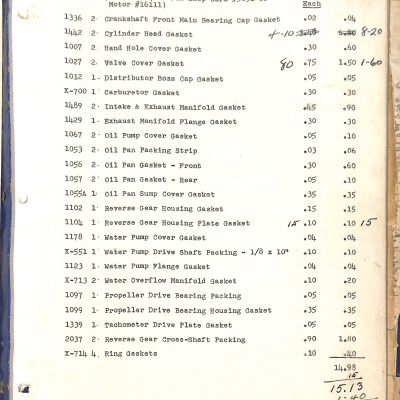 Motor #16111) Each
1336 2 Crankshaft Front Main Bearing Cap Gasket .02 .04
1442 2 Cylinder Head Gasket 4-10 8-20
1007 2 Hand Hole Cover Gasket .30 .60
1027 2 Valve Cover Gasket 80 .75 1.50 1-60
1012 1 Distributor Boss Cap Gasket .05 .05
X-700 1 Carburetor Gasket .30 .30
1489 2 Intake & Exhaust Manifold Gasket .45 .90
1429 1 Exhaust Manifold Flange Gasket .30 .30
1067 2 Oil Pump Cover Gasket .05 .10
1053 2 Oil Pan Packing Strip .03 .06
1056 2 Oil Pan Gasket - Front .30 .60
1057 2 Oil Pan Gasket - Rear .05 .10
1055A 1 Oil Pan Sump Cover Gasket .35 .35
1102 1 Reverse Gear Housing Gasket .15 .15
1104 1 Reverse Gear Housing Plate Gasket 15 .10 .10 15
1178 1 Water Pump Cover Gasket .04 .04
X-551 1 Water Pump Drive Shaft Packing - 1/8 x 10" .10 .10
1123 1 Water Pump Flange Gasket .04 .04
X-713 2 Water Overflow Manifold Gasket .10 .20
1097 1 Propeller Drive Bearing Packing .05 .05
1099 1 Propeller Drive Bearing Housing Gasket .35 .35
1339 1 Tachometer Drive Plate Gasket .05 .05
2037 2 Reverse Gear Cross-Shaft Packing .90 1.80
X-714 4 Ring Gaskets .10 .40
14.98
15
15.13
1.40